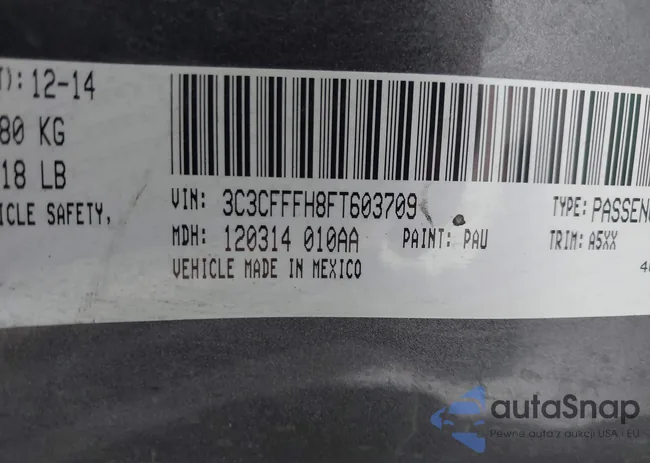 T): 12-14
80 KG
18 LB
ICLE SAFETY,
VIN: 3C3CFFFH8FT603709 TYPE: PASSENG
MDH: 120314 010AA PAINT: PAU TRIM: A5XX
VEHICLE MADE IN MEXICO
autaSnap
Pewne auta z aukcji USA - EU